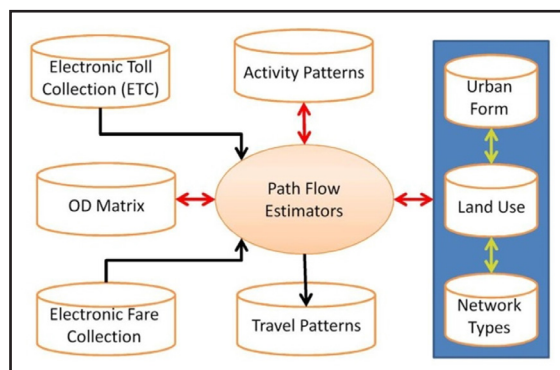 Electronic Toll
Collection (ETC)
Activity Patterns
Urban
Form
OD Matrix
Path Flow
Estimators
Land Use
Electronic Fare
Collection
Travel Patterns
Network
Types